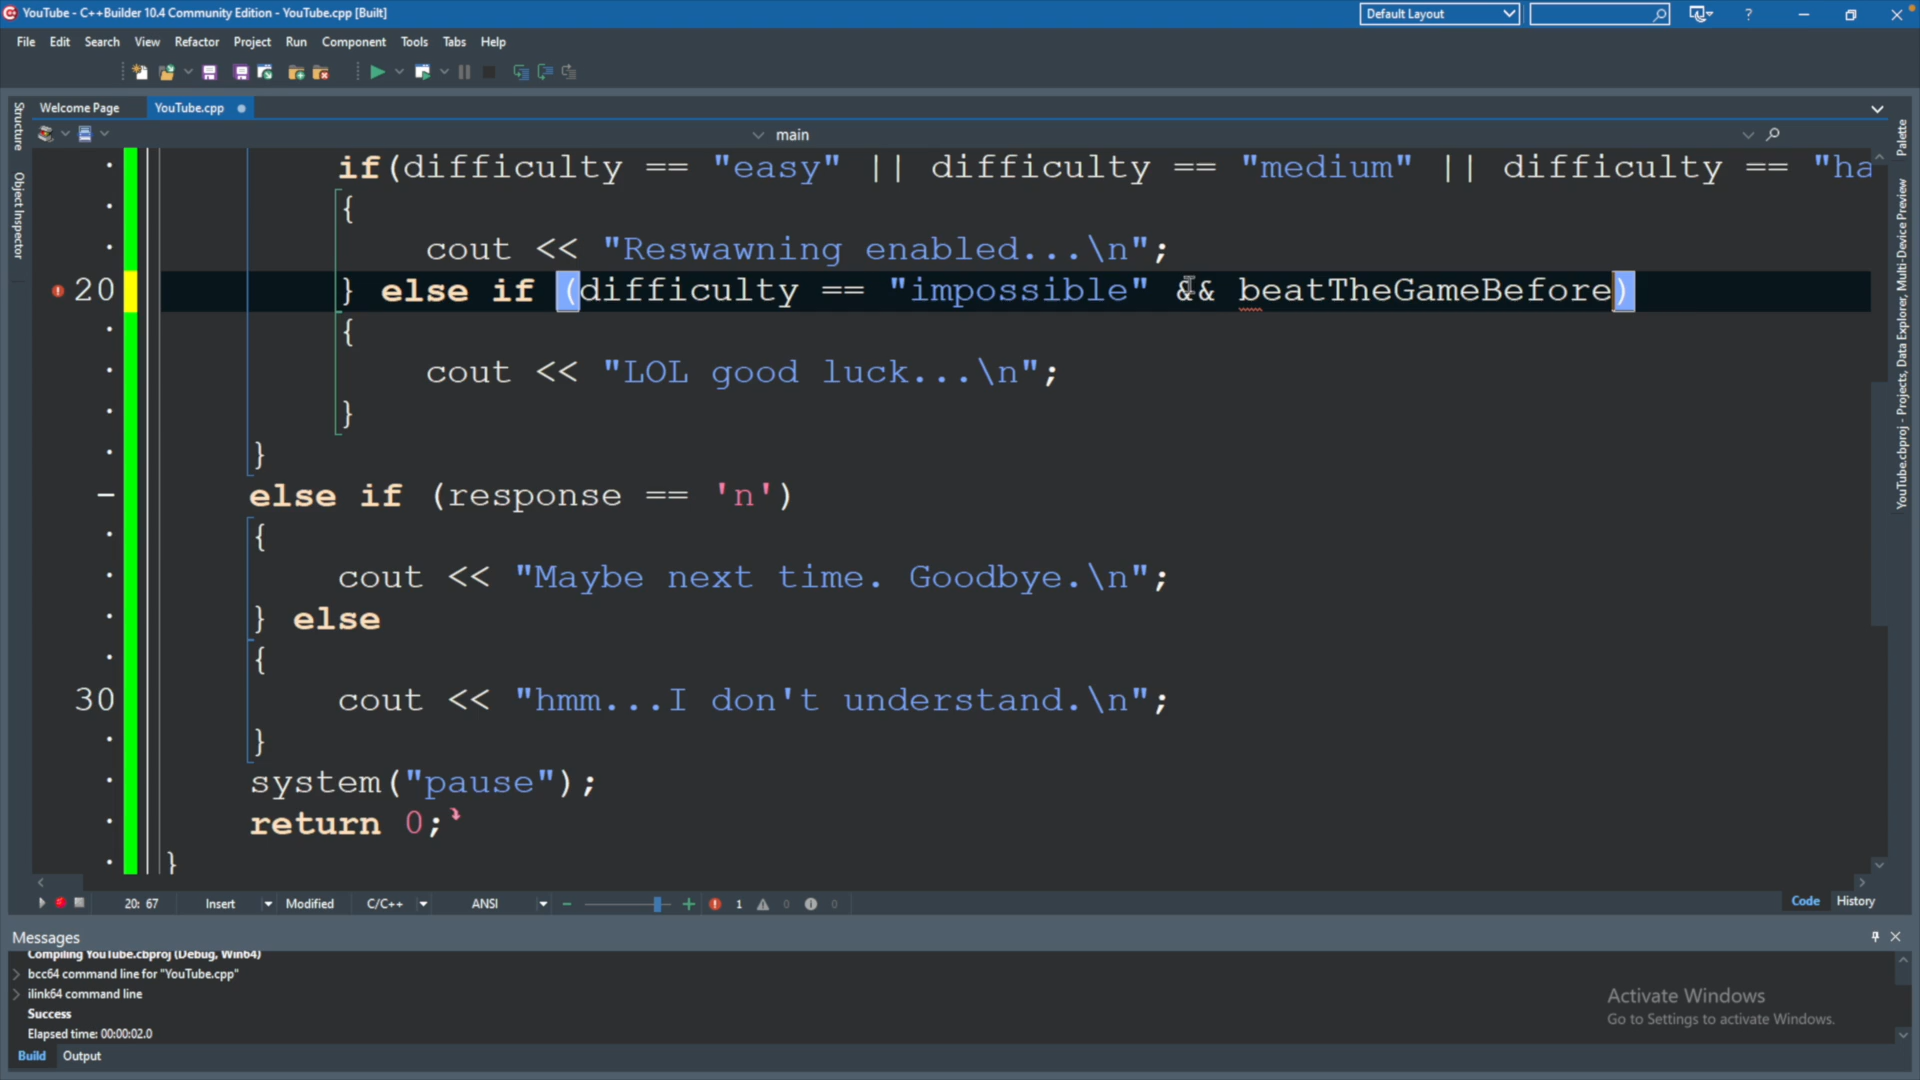 YouTube - C++Builder 10.4 Community Edition - YouTube.cpp [Built]
Default Layout
?
File Edit Search View Refactor Project Run Component Tools Tabs Help
Welcome Page YouTube.cpp
main
Structure
Object Inspector
Palette
YouTube.cbproj - Projects, Data Explorer, Multi-Device Preview
if(difficulty == "easy" || difficulty == "medium" || difficulty == "ha
{
cout << "Reswawning enabled...\n";
20 } else if (difficulty == "impossible" && beatTheGameBefore)
{
cout << "LOL good luck...\n";
}
}
else if (response == 'n')
{
cout << "Maybe next time. Goodbye.\n";
} else
{
30 cout << "hmm...I don't understand.\n";
}
system("pause");
return 0;
}
20: 67 Insert Modified C/C++ ANSI 1 0 0
Code History
Messages
Compiling YouTube.cbproj (Debug, Win64)
bcc64 command line for "YouTube.cpp"
ilink64 command line
Success
Elapsed time: 00:00:02.0
Build Output
Activate Windows
Go to Settings to activate Windows.